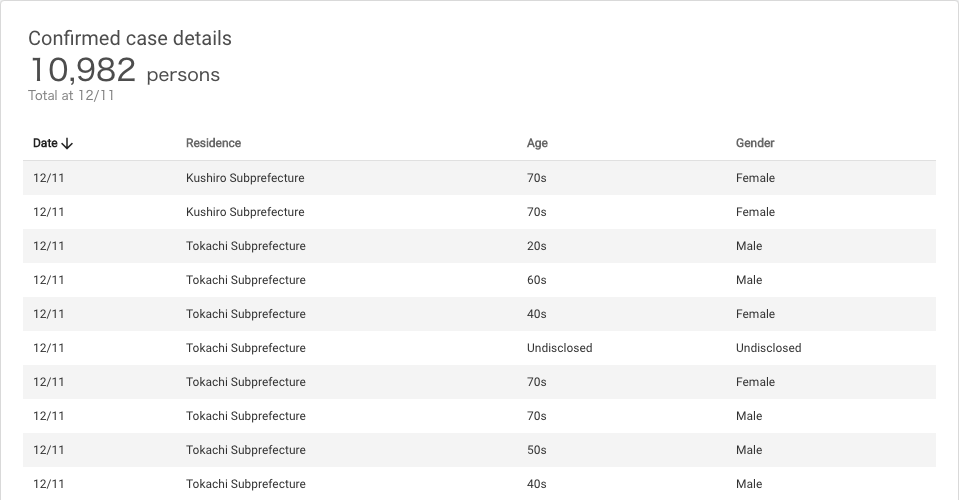 Confirmed case details
10,982 persons
Total at 12/11
Date ↓ Residence Age Gender
12/11 Kushiro Subprefecture 70s Female
12/11 Kushiro Subprefecture 70s Female
12/11 Tokachi Subprefecture 20s Male
12/11 Tokachi Subprefecture 60s Male
12/11 Tokachi Subprefecture 40s Female
12/11 Tokachi Subprefecture Undisclosed Undisclosed
12/11 Tokachi Subprefecture 70s Female
12/11 Tokachi Subprefecture 70s Male
12/11 Tokachi Subprefecture 50s Male
12/11 Tokachi Subprefecture 40s Male